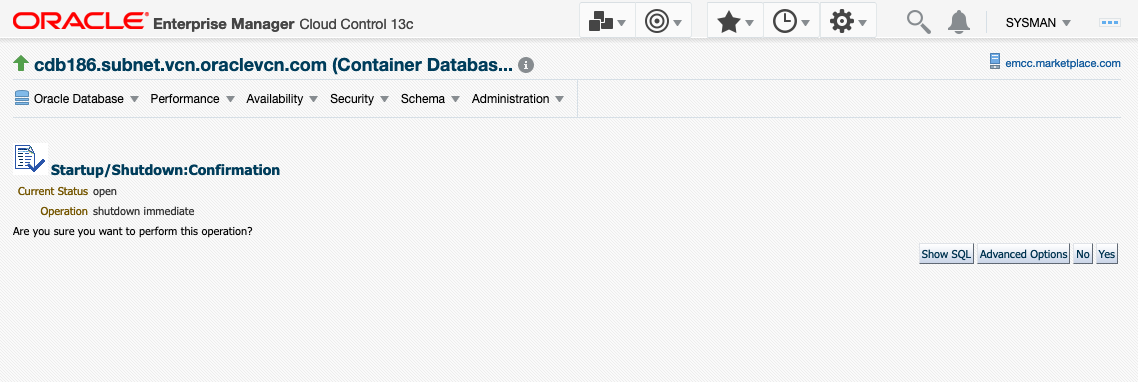 ORACLE® Enterprise Manager Cloud Control 13c SYSMAN
cdb186.subnet.vcn.oraclevcn.com (Container Databas... emcc.marketplace.com
Oracle Database Performance Availability Security Schema Administration
Startup/Shutdown:Confirmation
Current Status open
Operation shutdown immediate
Are you sure you want to perform this operation?
Show SQL Advanced Options No Yes